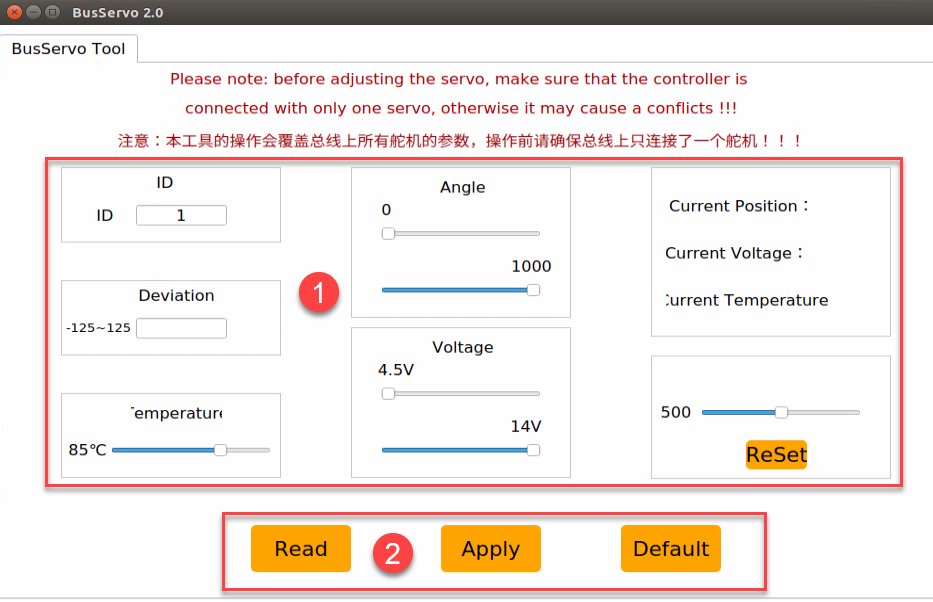 BusServo 2.0
BusServo Tool
Please note: before adjusting the servo, make sure that the controller is
connected with only one servo, otherwise it may cause a conflicts !!!
注意：本工具的操作会覆盖总线上所有舵机的参数，操作前请确保总线上只连接了一个舵机！！！
ID
ID 1
Deviation
-125~125
Temperature
85℃
1
Angle
0
1000
Voltage
4.5V
14V
Current Position：
Current Voltage：
Current Temperature
500
ReSet
Read
2
Apply
Default